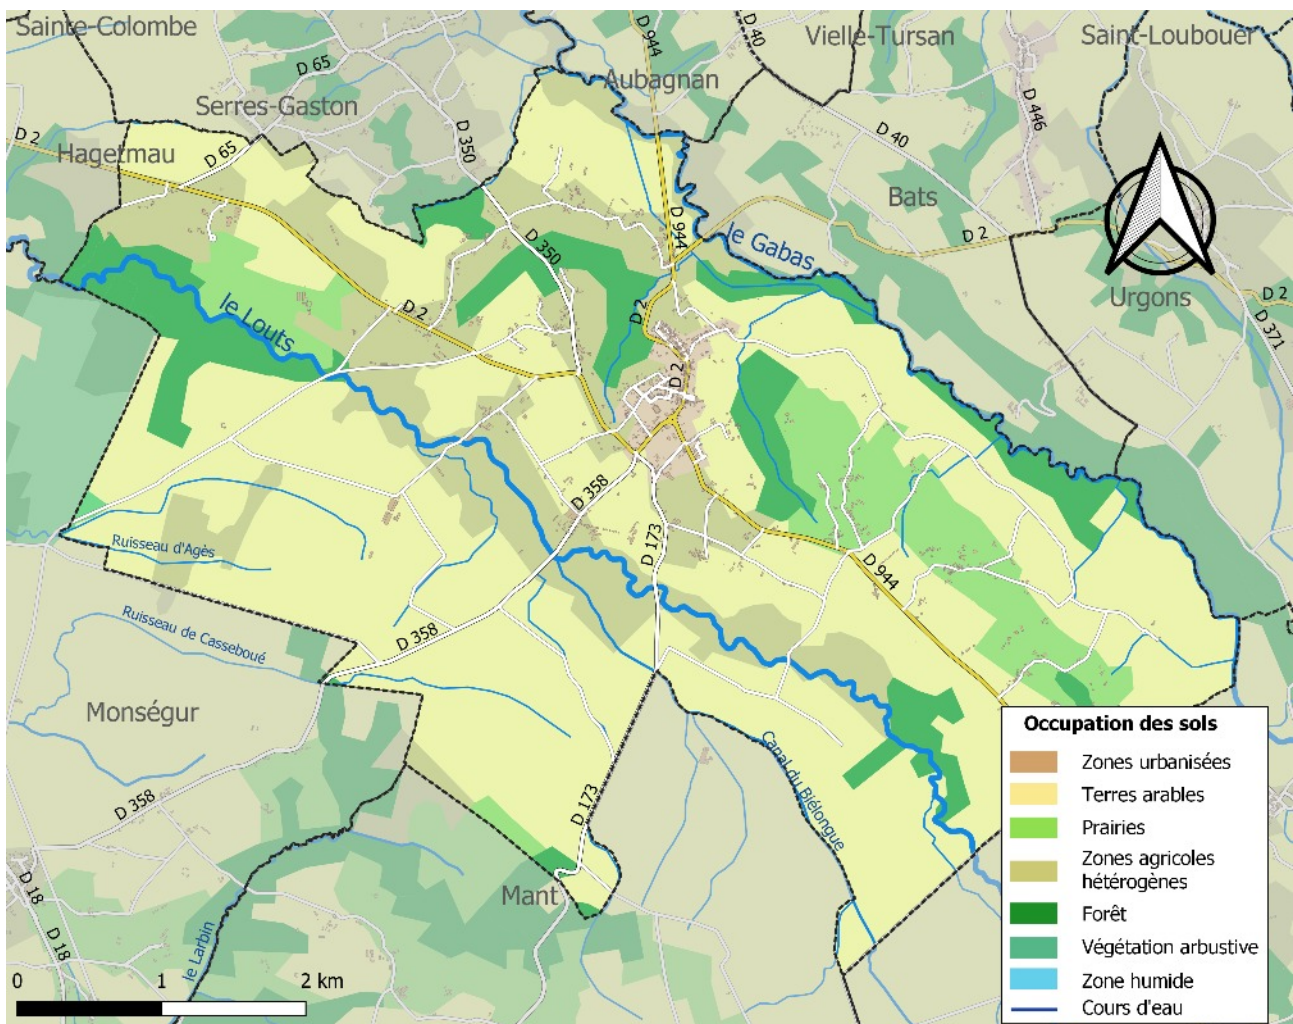 Sainte-Colombe
D 944
D 40
Vielle-Tursan
Saint-Loubouer
D 65
Aubagnan
Serres-Gaston
D 446
D 2
D 350
D 40
Hagetmau
D 65
Bats
D 944
le Gabas
D 2
D 350
Urgons
D 2
le Louts
D 2
D 2
D 371
D 2
D 358
Ruisseau d'Agès
D 173
D 944
Ruisseau de Casseboué
D 358
Monségur
Canal du Biélongue
D 358
D 173
Mant
D 18
D 18
le Larbin
0 1 2 km
Occupation des sols
Zones urbanisées
Terres arables
Prairies
Zones agricoles
hétérogènes
Forêt
Végétation arbustive
Zone humide
Cours d'eau